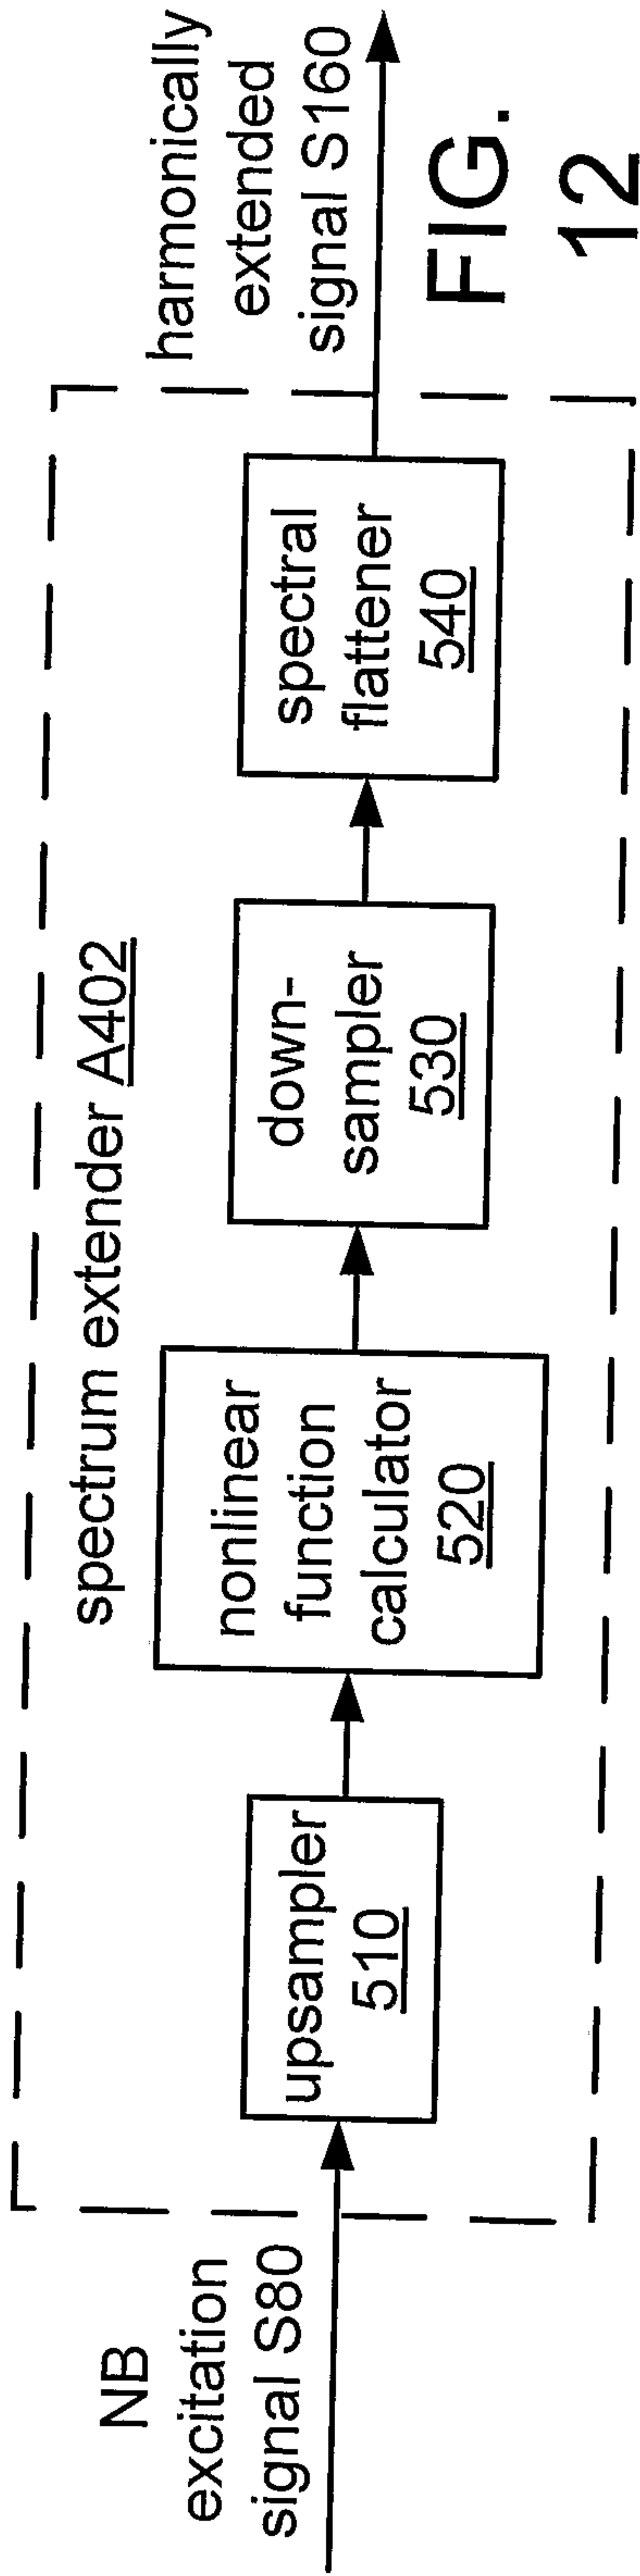 NB
excitation
signal S80
spectrum extender A402
upsampler
510
nonlinear
function
calculator
520
down-
sampler
530
spectral
flattener
540
harmonically
extended
signal S160
FIG.
12